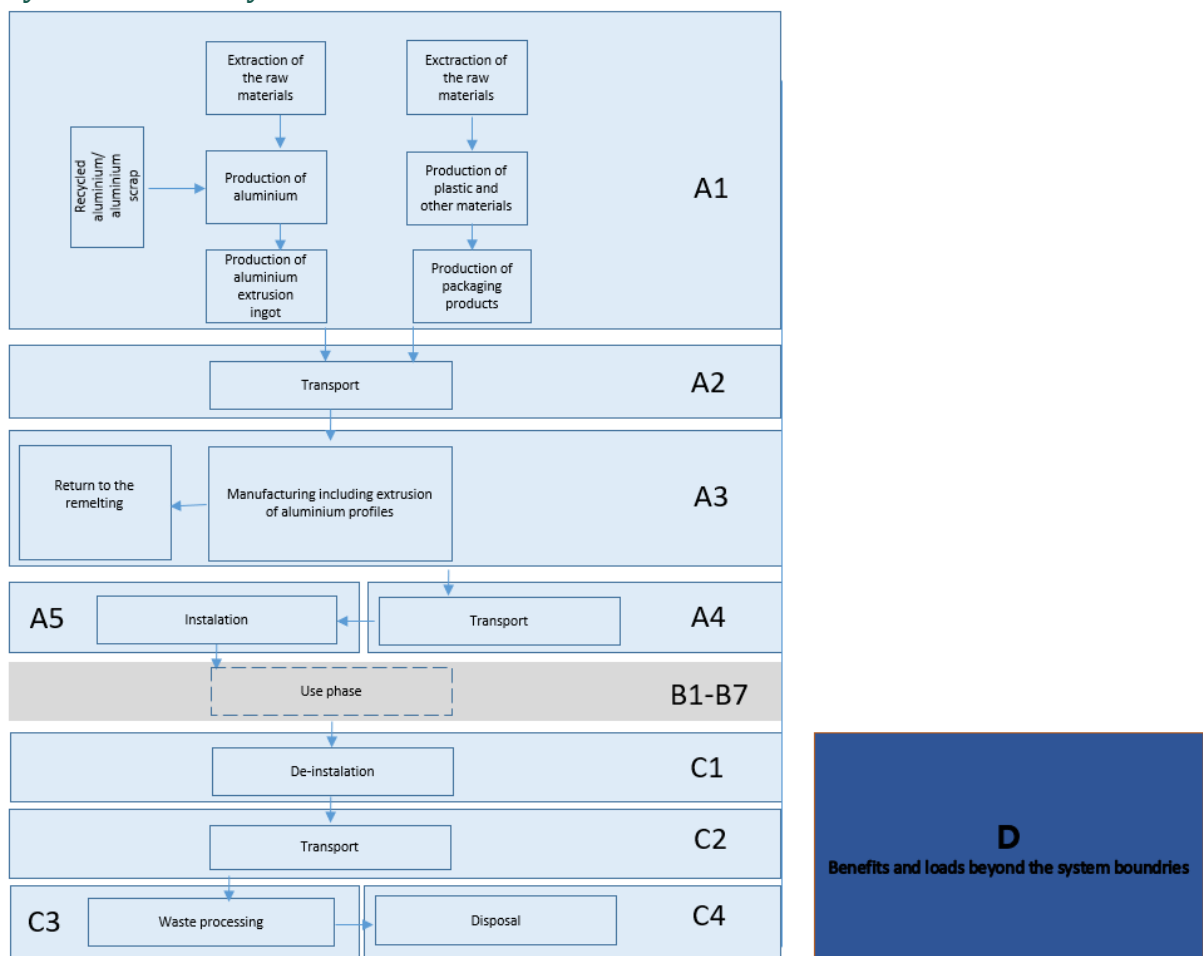 Extraction of
the raw
materials
Exctraction of
the raw
materials
Recycled
aluminium/
aluminium
scrap
Production of
aluminium
Production of
plastic and
other materials
A1
Production of
aluminium
extrusion
ingot
Production of
packaging
products
Transport
A2
Return to the
remelting
Manufacturing including extrusion
of aluminium profiles
A3
A5
Instalation
Transport
A4
Use phase
B1-B7
De-instalation
C1
Transport
C2
D
Benefits and loads beyond the system boundries
C3
Waste processing
Disposal
C4